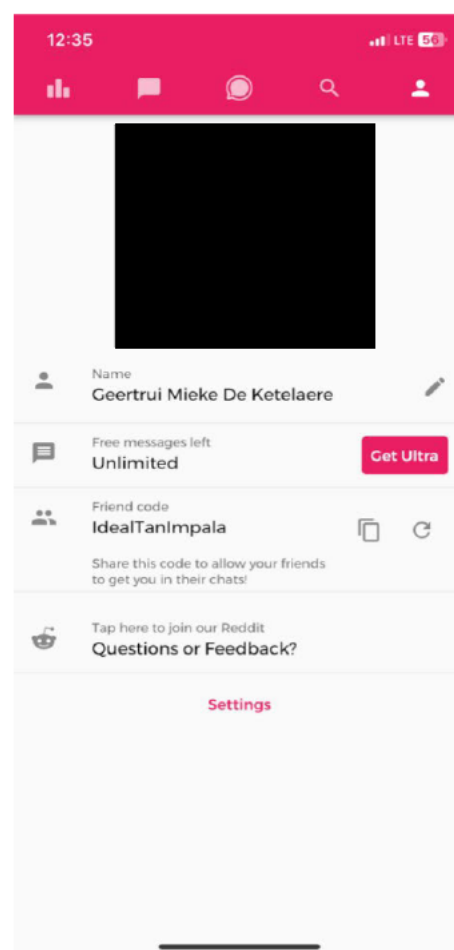 12:35
LTE 56
Name
Geertrui Mieke De Ketelaere
Free messages left
Unlimited
Get Ultra
Friend code
IdealTanImpala
Share this code to allow your friends
to get you in their chats!
Tap here to join our Reddit
Questions or Feedback?
Settings